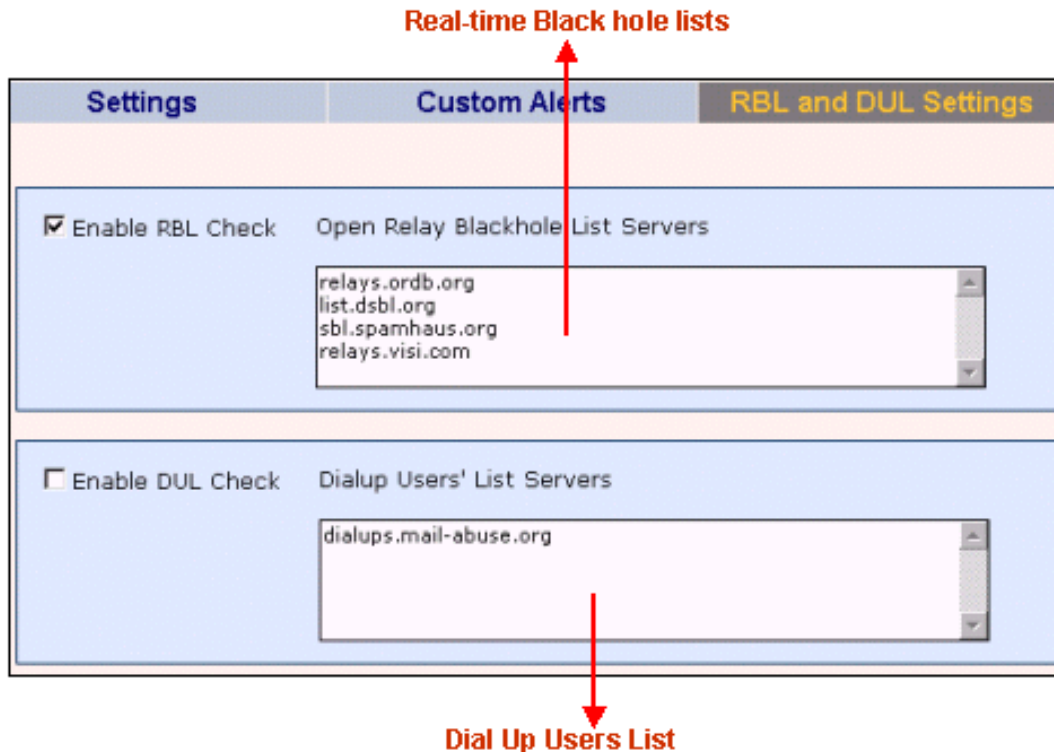 Real-time Black hole lists
Settings Custom Alerts RBL and DUL Settings
Enable RBL Check Open Relay Blackhole List Servers
relays.ordb.org
list.dsbl.org
sbl.spamhaus.org
relays.visi.com
Enable DUL Check Dialup Users' List Servers
dialups.mail-abuse.org
Dial Up Users List